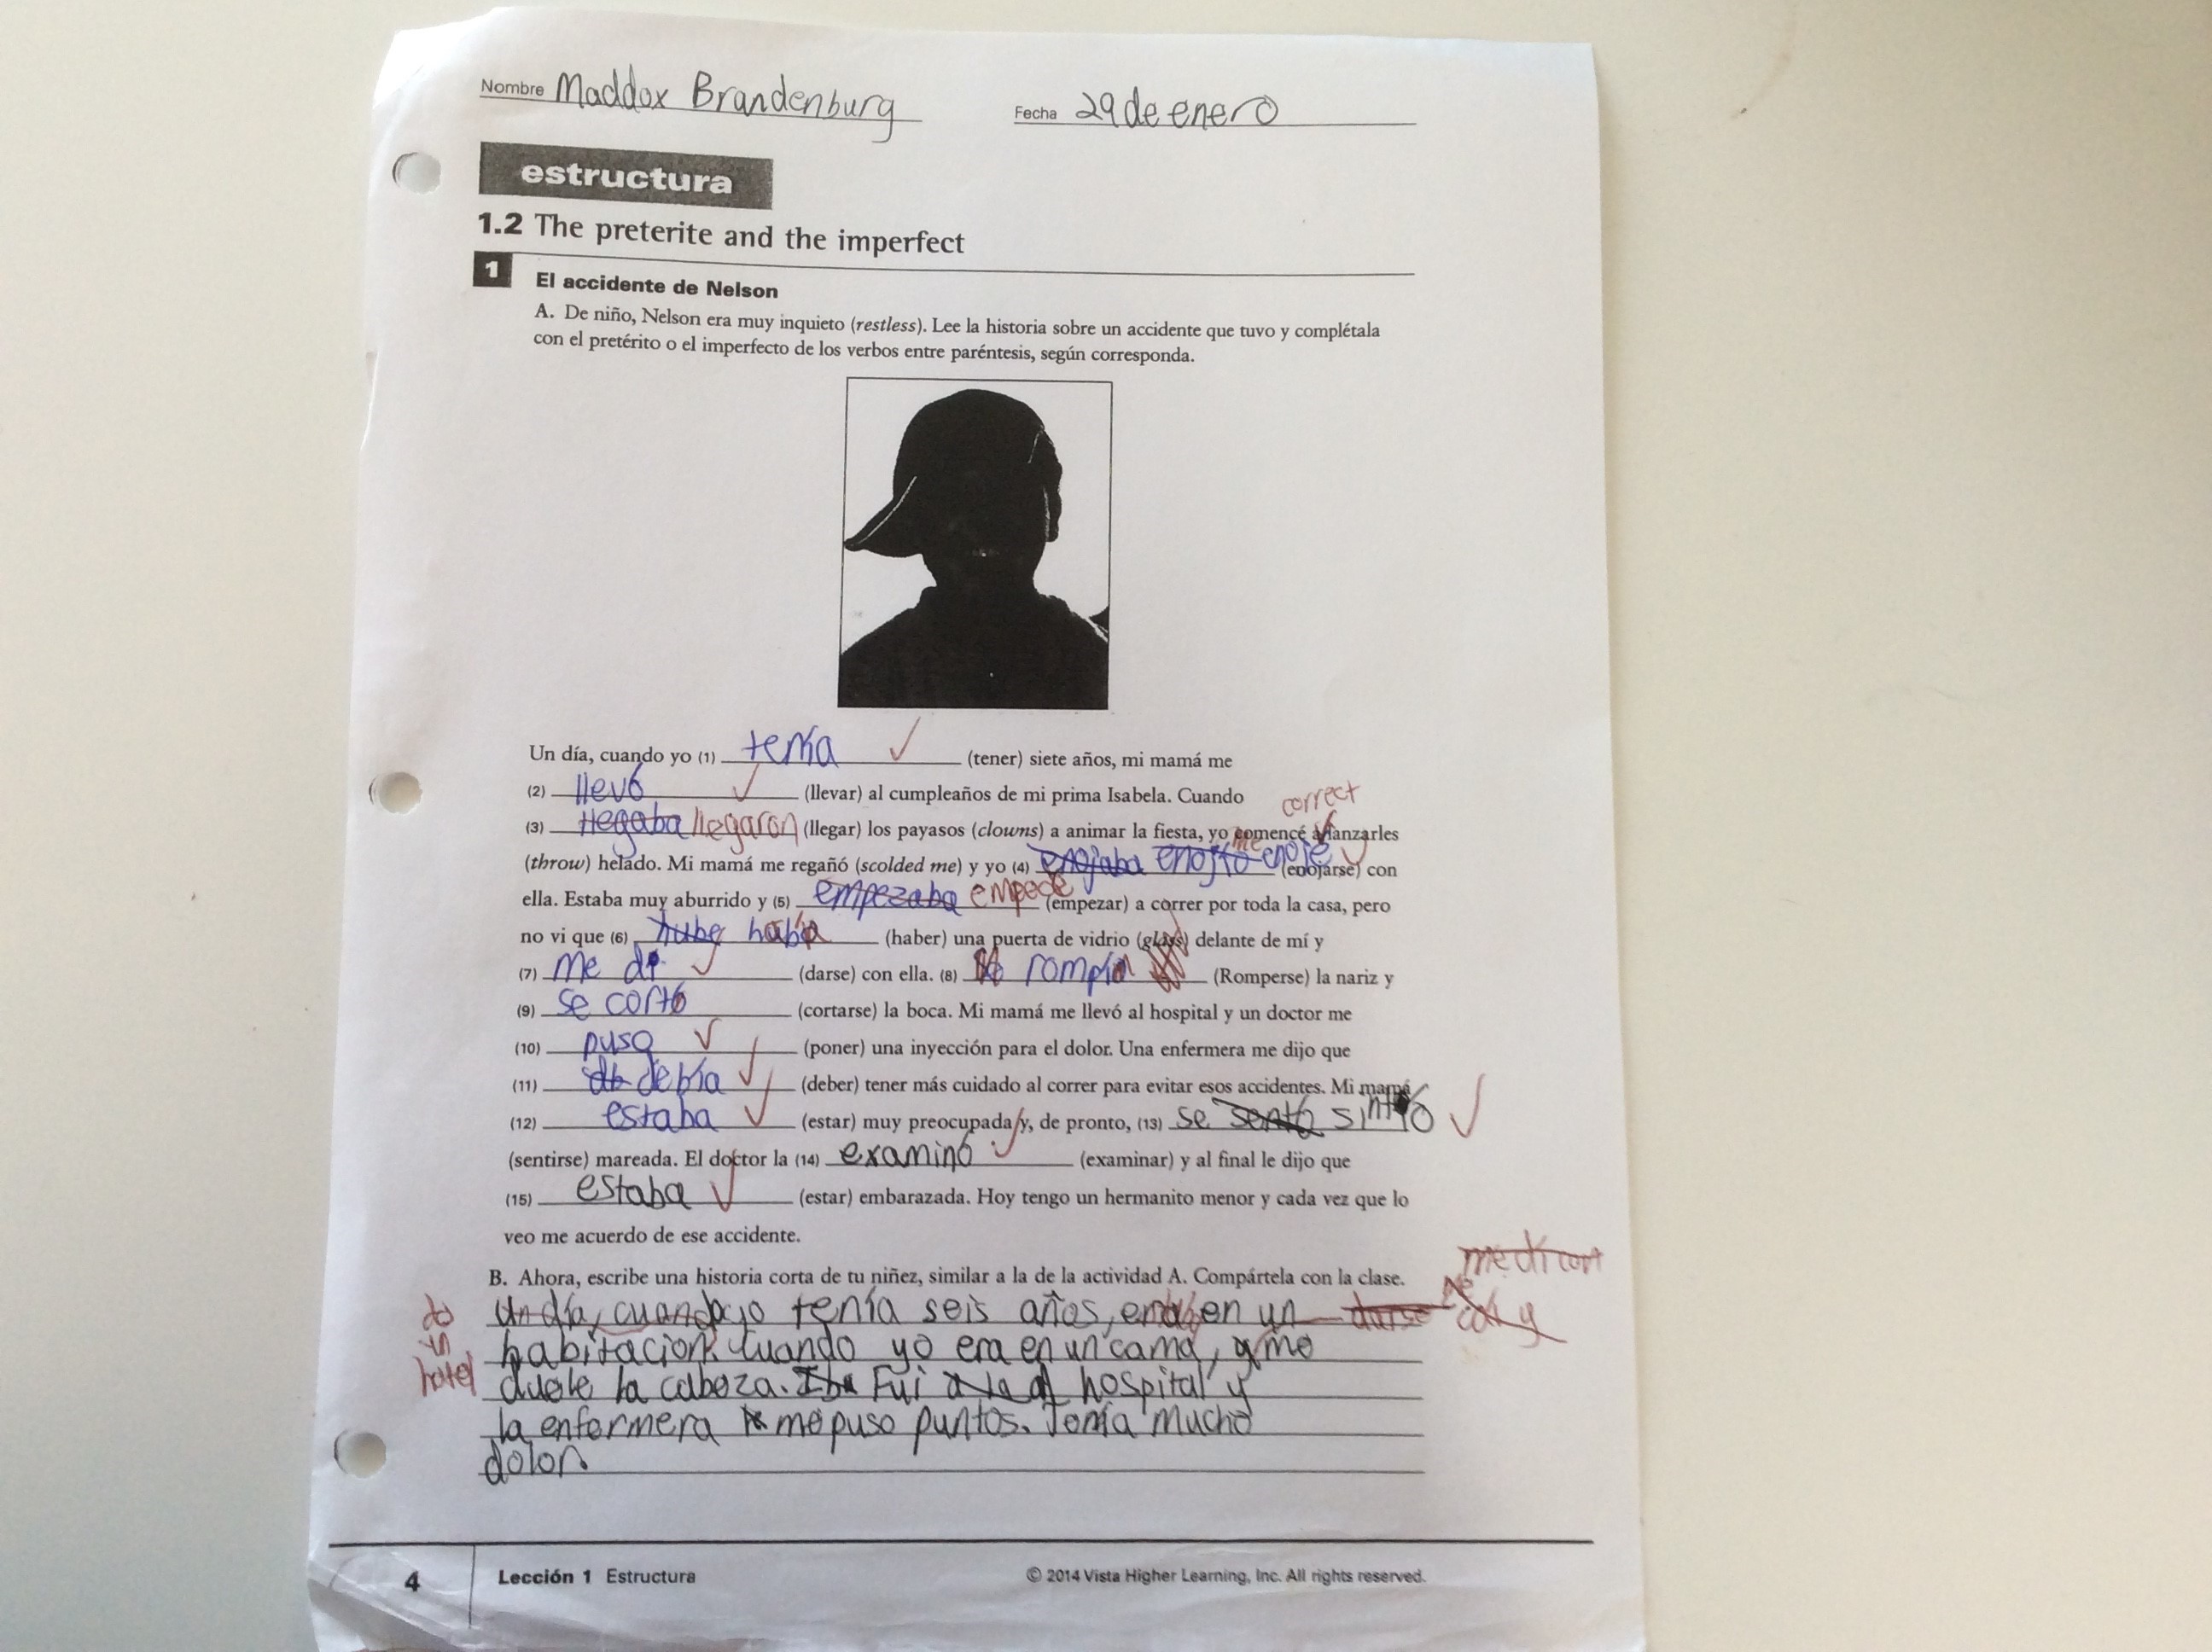 Nombre Maddox Brandenburg Fecha 29 de enero
estructura
1.2 The preterite and the imperfect
1 El accidente de Nelson
A. De niño, Nelson era muy inquieto (restless). Lee la historia sobre un accidente que tuvo y complétala
con el pretérito o el imperfecto de los verbos entre paréntesis, según corresponda.
Un día, cuando yo (1) tenía (tener) siete años, mi mamá me
(2) llevó (llevar) al cumpleaños de mi prima Isabela. Cuando
correct
(3) llegaba llegaron (llegar) los payasos (clowns) a animar la fiesta, yo comencé a lanzarles
(throw) helado. Mi mamá me regañó (scolded me) y yo (4) enojaba enojto me enojé (enojarse) con
ella. Estaba muy aburrido y (5) empezaba empecé (empezar) a correr por toda la casa, pero
no vi que (6) hube había (haber) una puerta de vidrio (glass) delante de mí y
(7) me di (darse) con ella. (8) rompía (Romperse) la nariz y
(9) se cortó (cortarse) la boca. Mi mamá me llevó al hospital y un doctor me
(10) puso (poner) una inyección para el dolor. Una enfermera me dijo que
(11) db debía (deber) tener más cuidado al correr para evitar esos accidentes. Mi mamá
(12) estaba (estar) muy preocupada y, de pronto, (13) se sentó sintió
(sentirse) mareada. El doctor la (14) examinó (examinar) y al final le dijo que
(15) estaba (estar) embarazada. Hoy tengo un hermanito menor y cada vez que lo
veo me acuerdo de ese accidente.
me di con
B. Ahora, escribe una historia corta de tu niñez, similar a la de la actividad A. Compártela con la clase.
Un día, cuando yo tenía seis años, en un darse
habitación. Cuando yo era en un cama, y me
hotel duele la cabeza. Iba Fui a la al hospital y
la enfermera me puso puntos. Tenía mucho
dolor.
4 Lección 1 Estructura © 2014 Vista Higher Learning, Inc. All rights reserved.